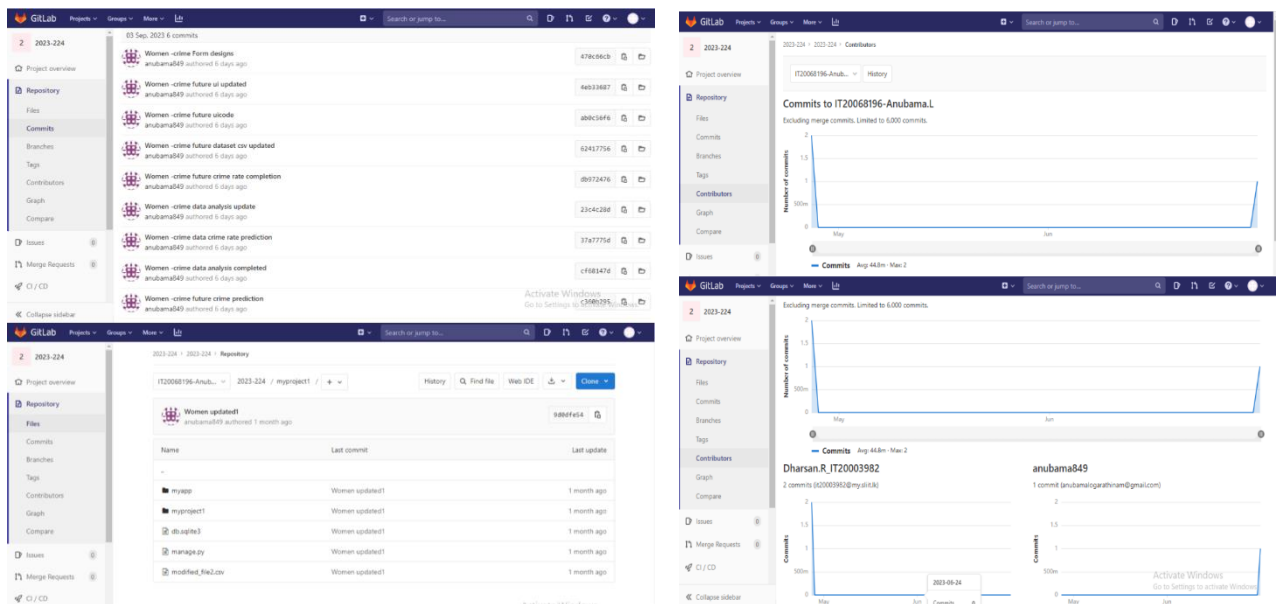 GitLab Projects Groups More Search or jump to...
2 2023-224
Project overview
Repository
Files
Commits
Branches
Tags
Contributors
Graph
Compare
Issues 0
Merge Requests 0
CI / CD
Collapse sidebar
03 Sep, 2023 6 commits
Women -crime Form designs
anubama849 authored 6 days ago
478c66cb
Women -crime future ui updated
anubama849 authored 6 days ago
4eb33687
Women -crime future uicode
anubama849 authored 6 days ago
ab0c56f6
Women -crime future dataset csv updated
anubama849 authored 6 days ago
62417756
Women -crime future crime rate completion
anubama849 authored 6 days ago
db972476
Women -crime data analysis update
anubama849 authored 6 days ago
23c4c28d
Women -crime data crime rate prediction
anubama849 authored 6 days ago
37a7775d
Women -crime data analysis completed
anubama849 authored 6 days ago
cf68147d
Women -crime future crime prediction
anubama849 authored 6 days ago
Activate Windows
Go to Settings to activate Windows
GitLab Projects Groups More Search or jump to...
2 2023-224
Project overview
Repository
Files
Commits
Branches
Tags
Contributors
Graph
Compare
Issues 0
Merge Requests 0
CI / CD
2023-224 2023-224 Repository
IT20068196-Anub... 2023-224 / myproject1 / +
History Find file Web IDE Clone
Women updated1
anubama849 authored 1 month ago
9d0dfe54
Name Last commit Last update
..
myapp Women updated1 1 month ago
myproject1 Women updated1 1 month ago
db.sqlite3 Women updated1 1 month ago
manage.py Women updated1 1 month ago
modified_file2.csv Women updated1 1 month ago
GitLab Projects Groups More Search or jump to...
2 2023-224
Project overview
Repository
Files
Commits
Branches
Tags
Contributors
Graph
Compare
Issues 0
2023-224 2023-224 Contributors
IT20068196-Anub... History
Commits to IT20068196-Anubama.L
Excluding merge commits. Limited to 6,000 commits.
Number of commits
2
1.5
1
500m
0
May Jun
Commits Avg: 44.8m · Max: 2
GitLab Projects Groups More Search or jump to...
2 2023-224
Project overview
Repository
Files
Commits
Branches
Tags
Contributors
Graph
Compare
Issues 0
Merge Requests 0
CI / CD
Collapse sidebar
Excluding merge commits. Limited to 6,000 commits.
Number of commits
2
1.5
1
500m
0
May Jun
Commits Avg: 44.8m · Max: 2
Dharsan.R_IT20003982
2 commits (it20003982@my.sliit.lk)
Commits
2
1.5
1
500m
0
May Jun
2023-06-24
Commits
anubama849
1 commit (anubamalogarathinam@gmail.com)
Commits
2
1.5
1
500m
0
May Jun
Activate Windows
Go to Settings to activate Windows